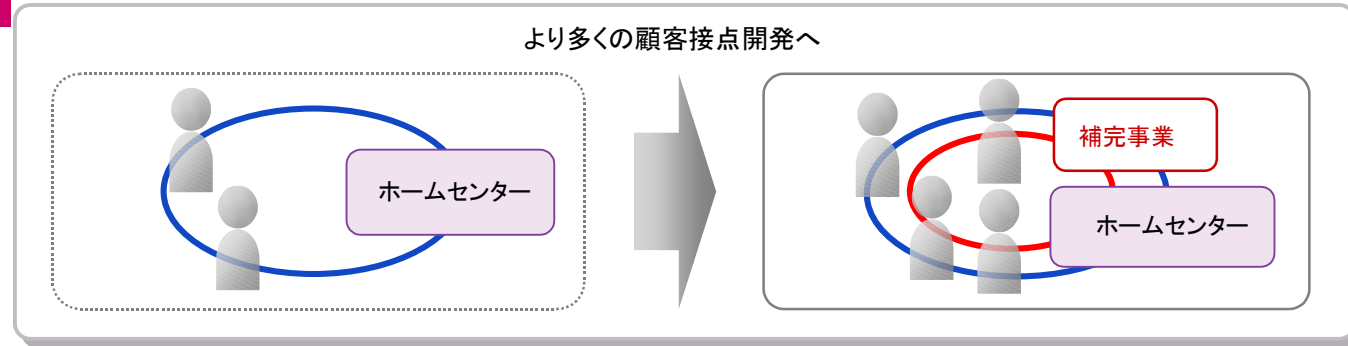 より多くの顧客接点開発へ
ホームセンター
補完事業
ホームセンター